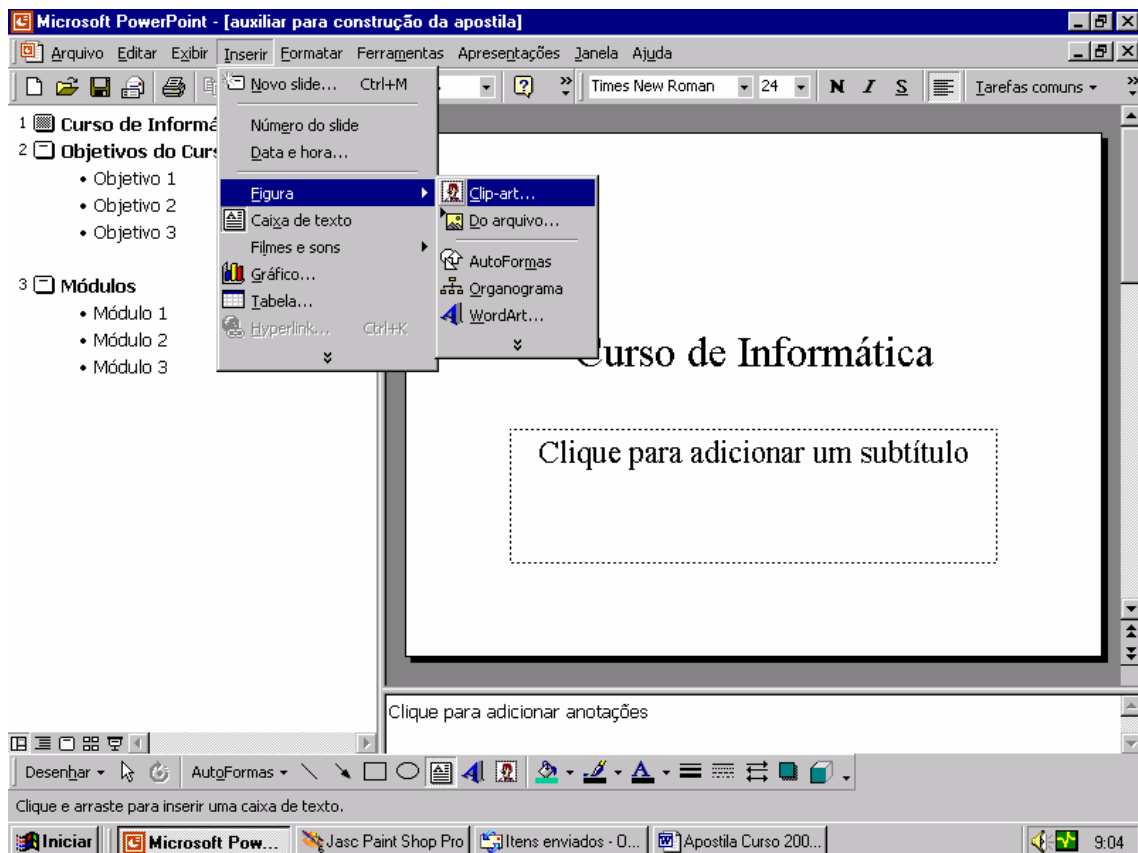 Microsoft PowerPoint - [auxiliar para construção da apostila]
Arquivo Editar Exibir Inserir Formatar Ferramentas Apresentações Janela Ajuda
Times New Roman 24 N I S Tarefas comuns
Novo slide... Ctrl+M
Número do slide
Data e hora...
Figura
Caixa de texto
Filmes e sons
Gráfico...
Tabela...
Hyperlink... Ctrl+K
Clip-art...
Do arquivo...
AutoFormas
Organograma
WordArt...
1 Curso de Informá
2 Objetivos do Curs
• Objetivo 1
• Objetivo 2
• Objetivo 3
3 Módulos
• Módulo 1
• Módulo 2
• Módulo 3
Curso de Informática
Clique para adicionar um subtítulo
Clique para adicionar anotações
Desenhar AutoFormas
Clique e arraste para inserir uma caixa de texto.
Iniciar Microsoft Pow... Jasc Paint Shop Pro Itens enviados - O... Apostila Curso 200... 9:04